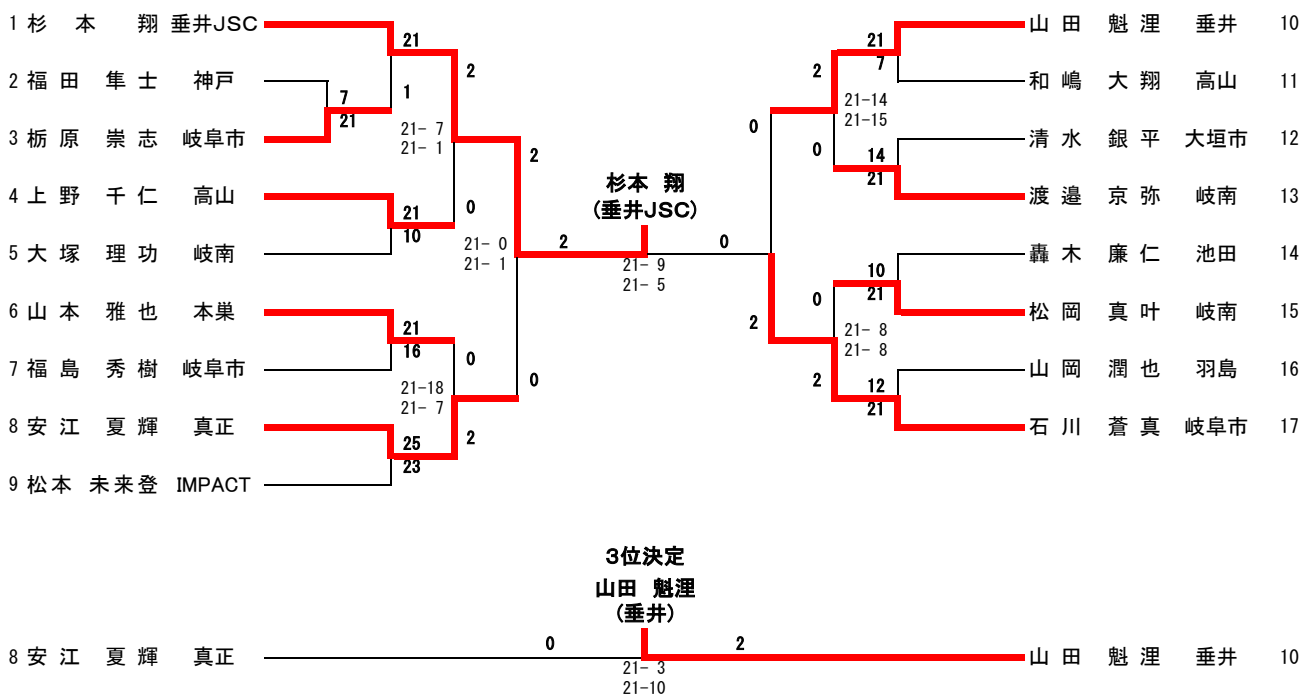 1 杉 本 翔 垂井JSC
2 福 田 隼 士 神戸
3 栃 原 崇 志 岐阜市
4 上 野 千 仁 高山
5 大 塚 理 功 岐南
6 山 本 雅 也 本巣
7 福 島 秀 樹 岐阜市
8 安 江 夏 輝 真正
9 松本 未来登 IMPACT
21
1
7
21
2
21- 7
21- 1
21
10
0
2
21- 0
21- 1
21
16
0
21-18
21- 7
25
23
2
0
2
杉本 翔
(垂井JSC)
21- 9
21- 5
0
0
2
2
21
7
21-14
21-15
0
14
21
0
10
21
21- 8
21- 8
2
12
21
山 田 魁 浬 垂井 10
和 嶋 大 翔 高山 11
清 水 銀 平 大垣市 12
渡 邉 京 弥 岐南 13
轟 木 廉 仁 池田 14
松 岡 真 叶 岐南 15
山 岡 潤 也 羽島 16
石 川 蒼 真 岐阜市 17
3位決定
山田 魁浬
(垂井)
8 安 江 夏 輝 真正
0
2
21- 3
21-10
山 田 魁 浬 垂井 10